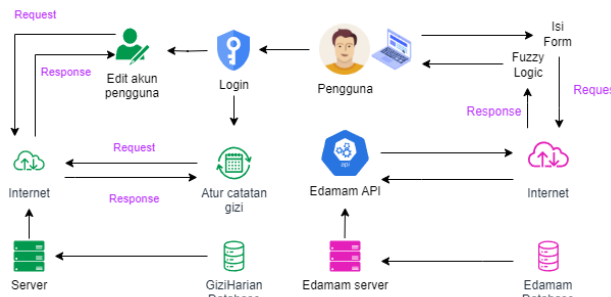 Request
Isi
Form
Response
Fuzzy
Logic
Edit akun
pengguna
Login
Pengguna
Request
Response
Request
Internet
Response
Atur catatan
gizi
Edamam API
Internet
Server
GiziHarian
Database
Edamam server
Edamam
Database